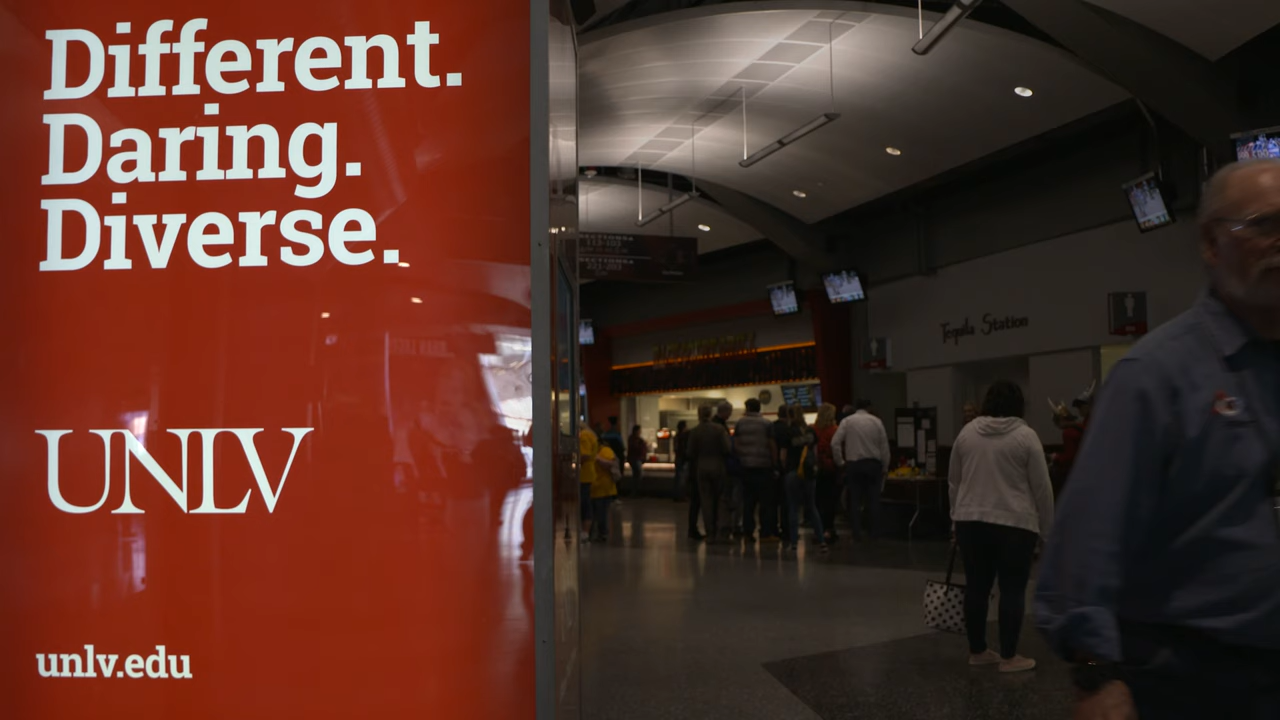 Different.
Daring.
Diverse.
UNLV
unlv.edu
Tequila Station